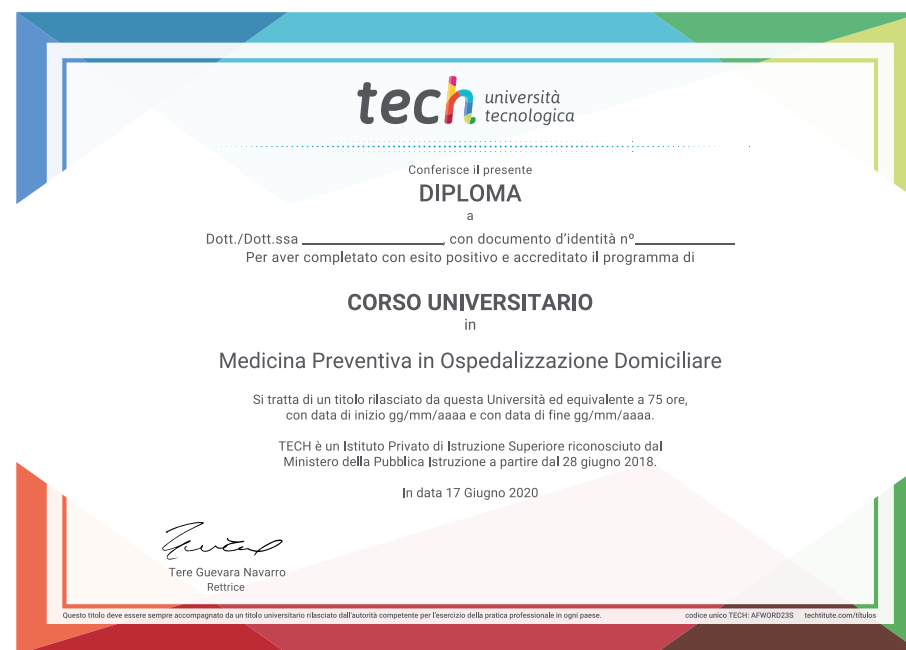 tech università
tecnologica
Conferisce il presente
DIPLOMA
a
Dott./Dott.ssa ____________________, con documento d'identità nº______________
Per aver completato con esito positivo e accreditato il programma di
CORSO UNIVERSITARIO
in
Medicina Preventiva in Ospedalizzazione Domiciliare
Si tratta di un titolo rilasciato da questa Università ed equivalente a 75 ore,
con data di inizio gg/mm/aaaa e con data di fine gg/mm/aaaa.
TECH è un Istituto Privato di Istruzione Superiore riconosciuto dal
Ministero della Pubblica Istruzione a partire dal 28 giugno 2018.
In data 17 Giugno 2020
Tere Guevara Navarro
Rettrice
Questo titolo deve essere sempre accompagnato da un titolo universitario rilasciato dall'autorità competente per l'esercizio della pratica professionale in ogni paese. codice unico TECH: AFWORD23S techtitute.com/titulos